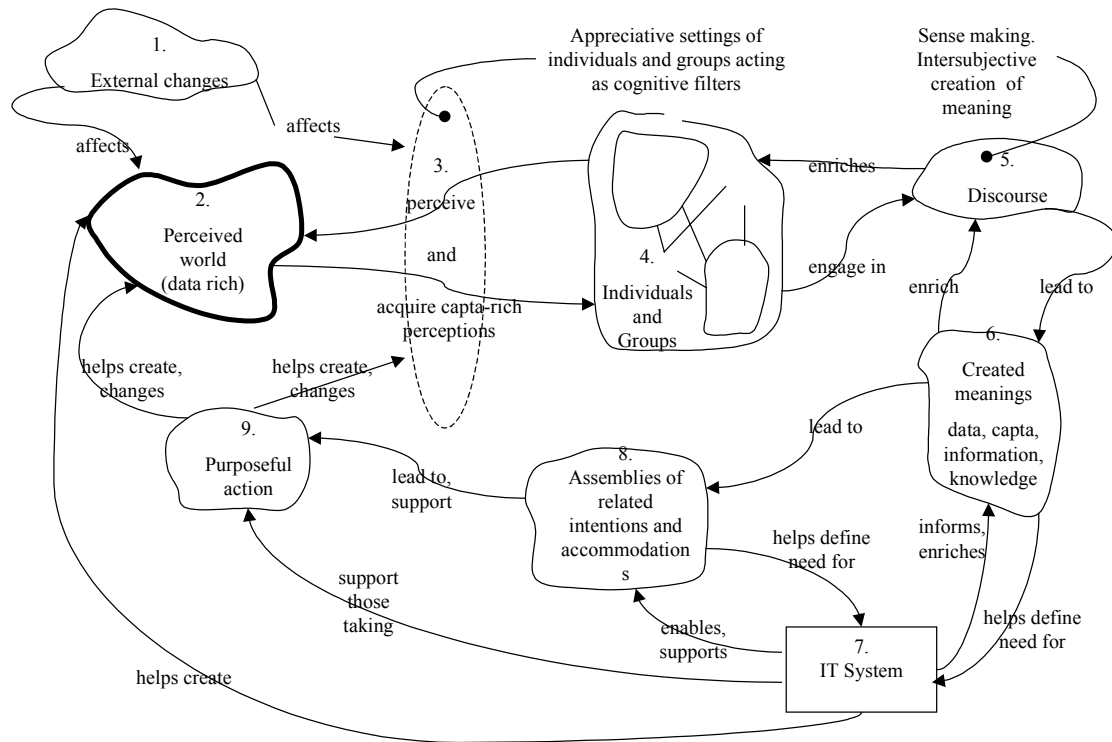 1.
External changes
Appreciative settings of
individuals and groups acting
as cognitive filters
Sense making.
Intersubjective
creation of
meaning
affects
affects
2.
Perceived
world
(data rich)
3.
perceive
and
acquire capta-rich
perceptions
4.
Individuals
and
Groups
enriches
engage in
5.
Discourse
enrich
lead to
6.
Created
meanings
data, capta,
information,
knowledge
helps create,
changes
helps create,
changes
9.
Purposeful
action
lead to,
support
8.
Assemblies of
related
intentions and
accommodation
s
lead to
helps define
need for
informs,
enriches
helps define
need for
support
those
taking
enables,
supports
7.
IT System
helps create